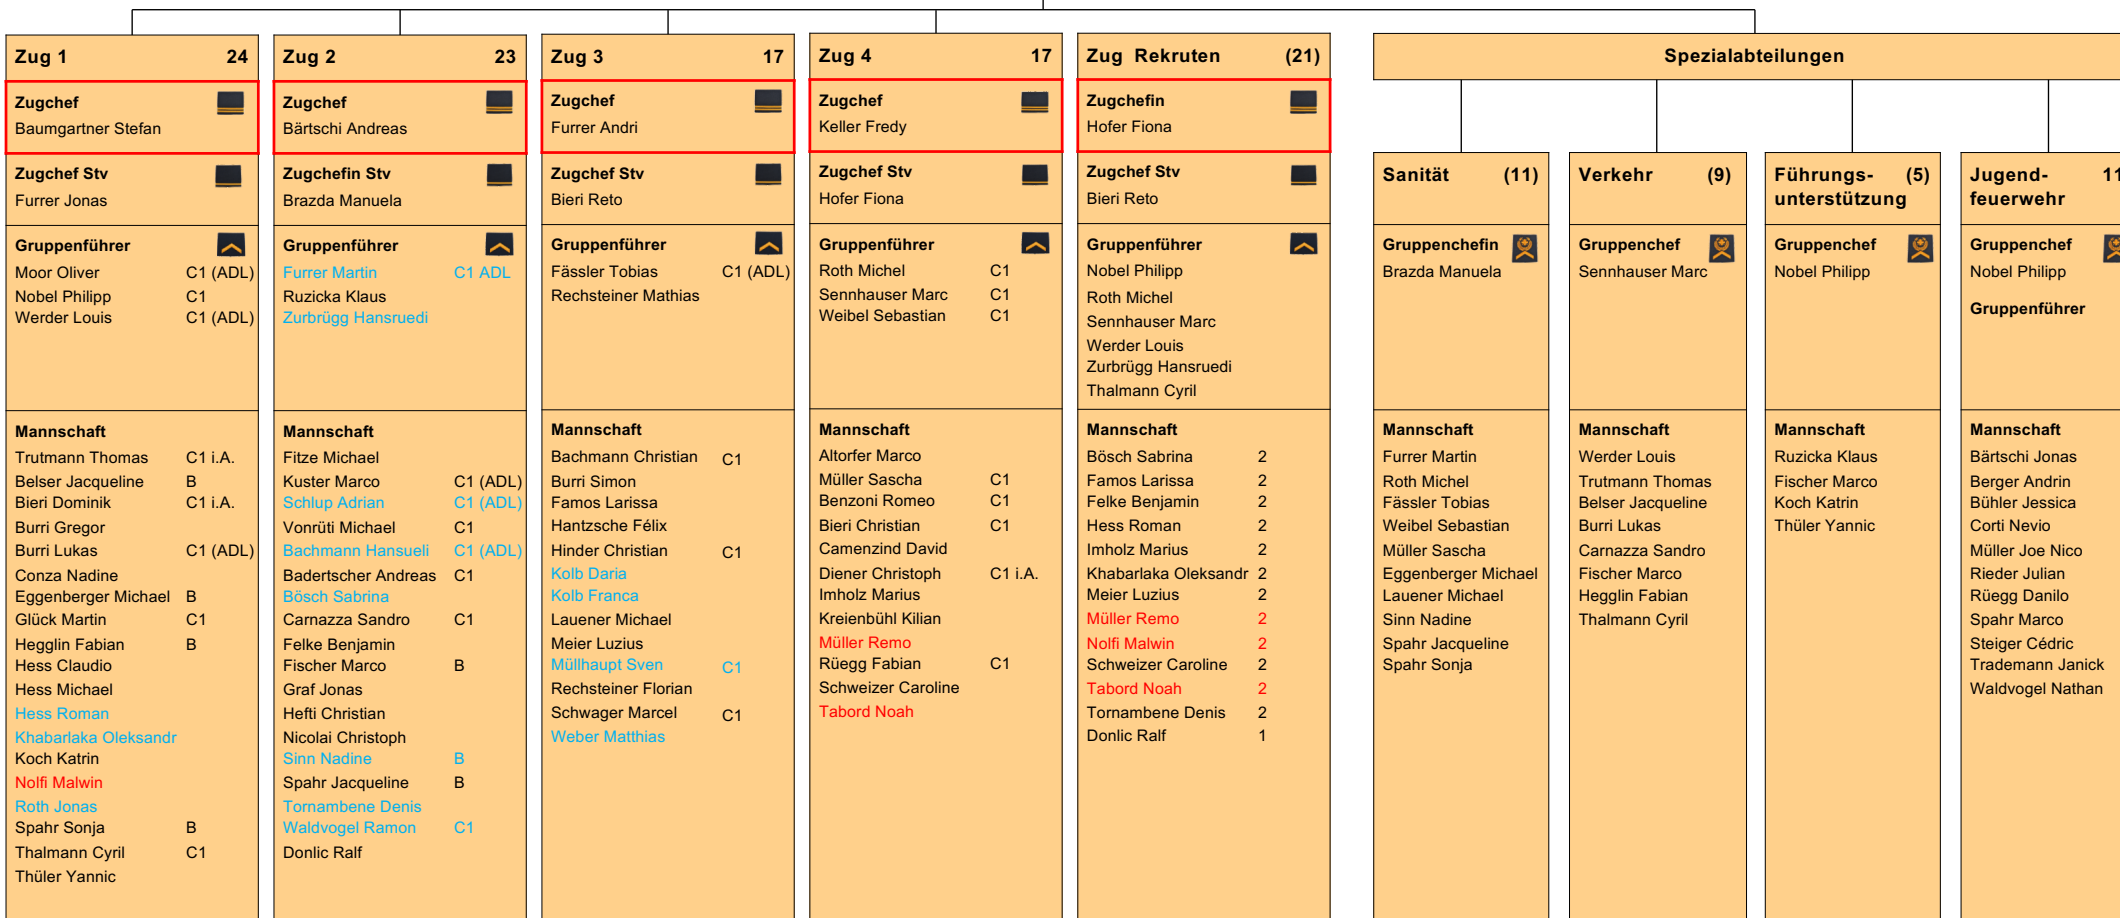 Zug 1 24
Zugchef
Baumgartner Stefan
Zugchef Stv
Furrer Jonas
Gruppenführer
Moor Oliver C1 (ADL)
Nobel Philipp C1
Werder Louis C1 (ADL)
Mannschaft
Trutmann Thomas C1 i.A.
Belser Jacqueline B
Bieri Dominik C1 i.A.
Burri Gregor
Burri Lukas C1 (ADL)
Conza Nadine
Eggenberger Michael B
Glück Martin C1
Hegglin Fabian B
Hess Claudio
Hess Michael
Hess Roman
Khabarlaka Oleksandr
Koch Katrin
Nolfi Malwin
Roth Jonas
Spahr Sonja B
Thalmann Cyril C1
Thüler Yannic
Zug 2 23
Zugchef
Bärtschi Andreas
Zugchefin Stv
Brazda Manuela
Gruppenführer
Furrer Martin C1 ADL
Ruzicka Klaus
Zurbrügg Hansruedi
Mannschaft
Fitze Michael
Kuster Marco C1 (ADL)
Schlup Adrian C1 (ADL)
Vonrüti Michael C1
Bachmann Hansueli C1 (ADL)
Badertscher Andreas C1
Bösch Sabrina
Carnazza Sandro C1
Felke Benjamin
Fischer Marco B
Graf Jonas
Hefti Christian
Nicolai Christoph
Sinn Nadine B
Spahr Jacqueline B
Tornambene Denis
Waldvogel Ramon C1
Donlic Ralf
Zug 3 17
Zugchef
Furrer Andri
Zugchef Stv
Bieri Reto
Gruppenführer
Fässler Tobias C1 (ADL)
Rechsteiner Mathias
Mannschaft
Bachmann Christian C1
Burri Simon
Famos Larissa
Hantzsche Félix
Hinder Christian C1
Kolb Daria
Kolb Franca
Lauener Michael
Meier Luzius
Müllhaupt Sven C1
Rechsteiner Florian
Schwager Marcel C1
Weber Matthias
Zug 4 17
Zugchef
Keller Fredy
Zugchef Stv
Hofer Fiona
Gruppenführer
Roth Michel C1
Sennhauser Marc C1
Weibel Sebastian C1
Mannschaft
Altorfer Marco
Müller Sascha C1
Benzoni Romeo C1
Bieri Christian C1
Camenzind David
Diener Christoph C1 i.A.
Imholz Marius
Kreienbühl Kilian
Müller Remo
Rüegg Fabian C1
Schweizer Caroline
Tabord Noah
Zug Rekruten (21)
Zugchefin
Hofer Fiona
Zugchef Stv
Bieri Reto
Gruppenführer
Nobel Philipp
Roth Michel
Sennhauser Marc
Werder Louis
Zurbrügg Hansruedi
Thalmann Cyril
Mannschaft
Bösch Sabrina 2
Famos Larissa 2
Felke Benjamin 2
Hess Roman 2
Imholz Marius 2
Khabarlaka Oleksandr 2
Meier Luzius 2
Müller Remo 2
Nolfi Malwin 2
Schweizer Caroline 2
Tabord Noah 2
Tornambene Denis 2
Donlic Ralf 1
Spezialabteilungen
Sanität (11)
Gruppenchefin
Brazda Manuela
Mannschaft
Furrer Martin
Roth Michel
Fässler Tobias
Weibel Sebastian
Müller Sascha
Eggenberger Michael
Lauener Michael
Sinn Nadine
Spahr Jacqueline
Spahr Sonja
Verkehr (9)
Gruppenchef
Sennhauser Marc
Mannschaft
Werder Louis
Trutmann Thomas
Belser Jacqueline
Burri Lukas
Carnazza Sandro
Fischer Marco
Hegglin Fabian
Thalmann Cyril
Führungs- (5)
unterstützung
Gruppenchef
Nobel Philipp
Mannschaft
Ruzicka Klaus
Fischer Marco
Koch Katrin
Thüler Yannic
Jugend- 11
feuerwehr
Gruppenchef
Nobel Philipp
Gruppenführer
Mannschaft
Bärtschi Jonas
Berger Andrin
Bühler Jessica
Corti Nevio
Müller Joe Nico
Rieder Julian
Rüegg Danilo
Spahr Marco
Steiger Cédric
Trademann Janick
Waldvogel Nathan